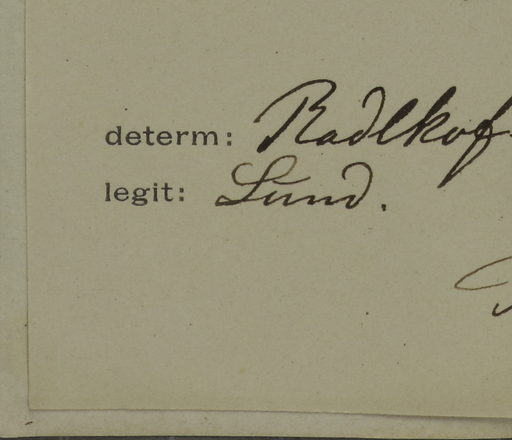 determ: Radlkof
legit: Lund.